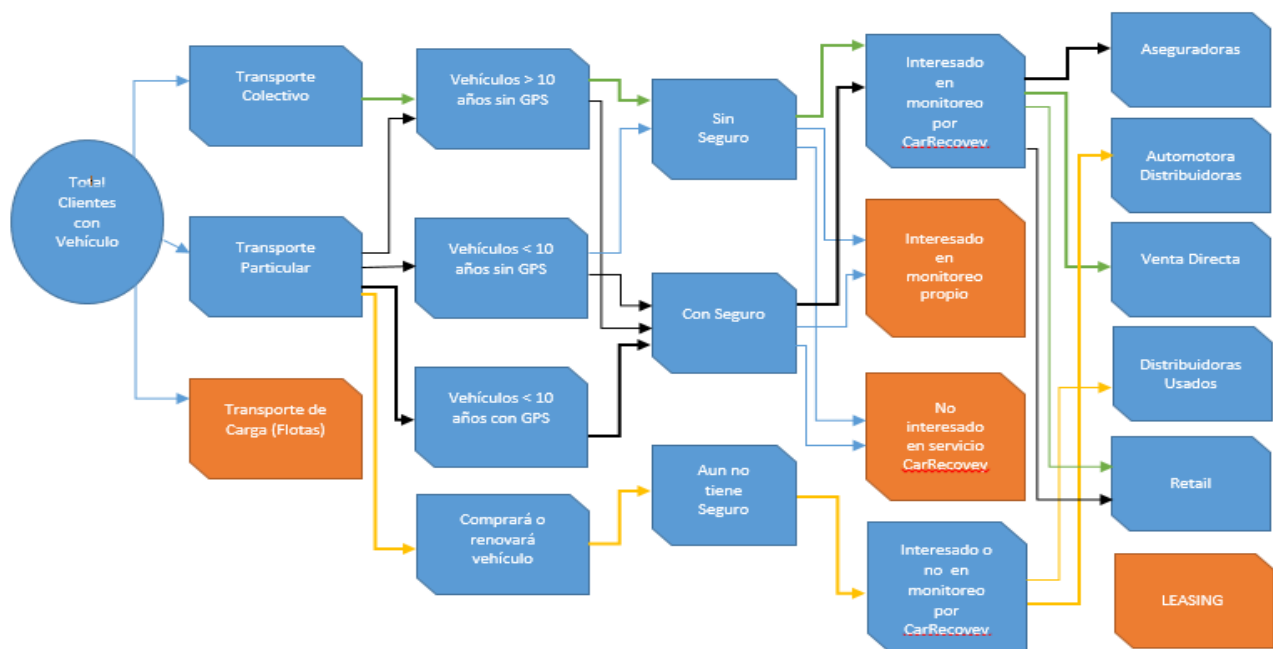 Total
Clientes
con
Vehículo
Transporte
Colectivo
Transporte
Particular
Transporte de
Carga (Flotas)
Vehículos > 10
años sin GPS
Vehículos < 10
años sin GPS
Vehículos < 10
años con GPS
Comprará o
renovará
vehículo
Sin
Seguro
Con Seguro
Aun no
tiene
Seguro
Interesado
en
monitoreo
por
CarRecovev
Interesado
en
monitoreo
propio
No
interesado
en servicio
CarRecovev
Interesado o
no en
monitoreo
por
CarRecovev
Aseguradoras
Automotora
Distribuidoras
Venta Directa
Distribuidoras
Usados
Retail
LEASING